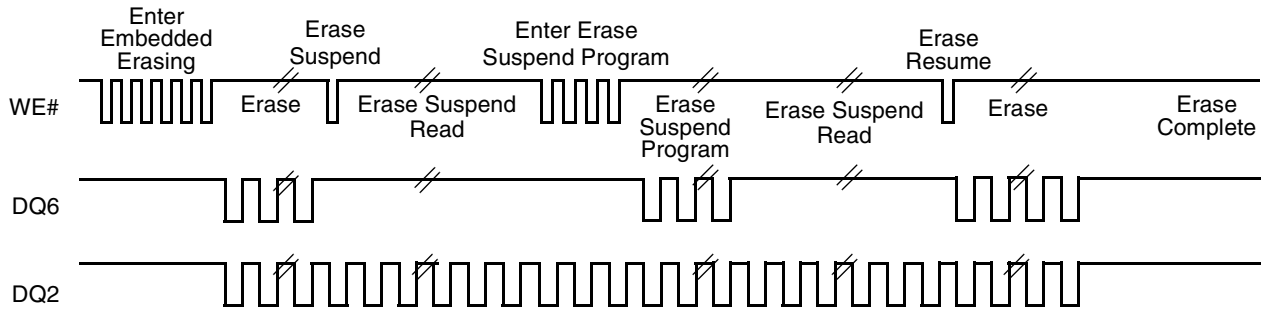 Enter
Embedded
Erasing
Erase
Suspend
Enter Erase
Suspend Program
Erase
Resume
WE#
Erase
Erase Suspend
Read
Erase
Suspend
Program
Erase Suspend
Read
Erase
Erase
Complete
DQ6
DQ2